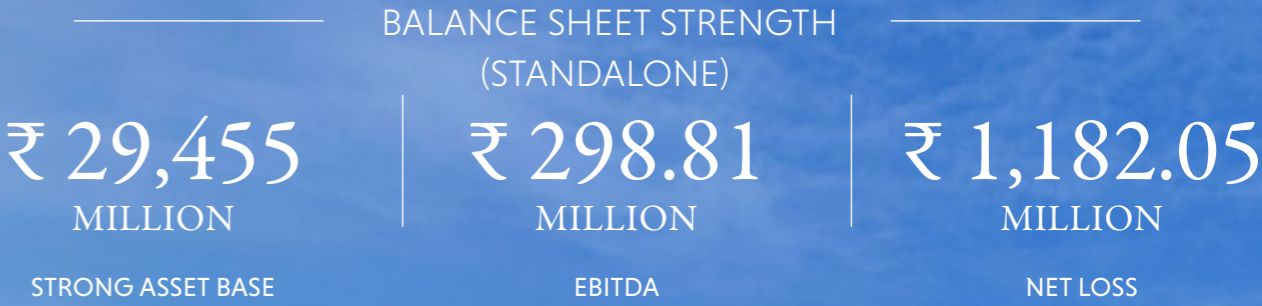 BALANCE SHEET STRENGTH
(STANDALONE)
₹ 29,455
MILLION
STRONG ASSET BASE
₹ 298.81
MILLION
EBITDA
₹ 1,182.05
MILLION
NET LOSS